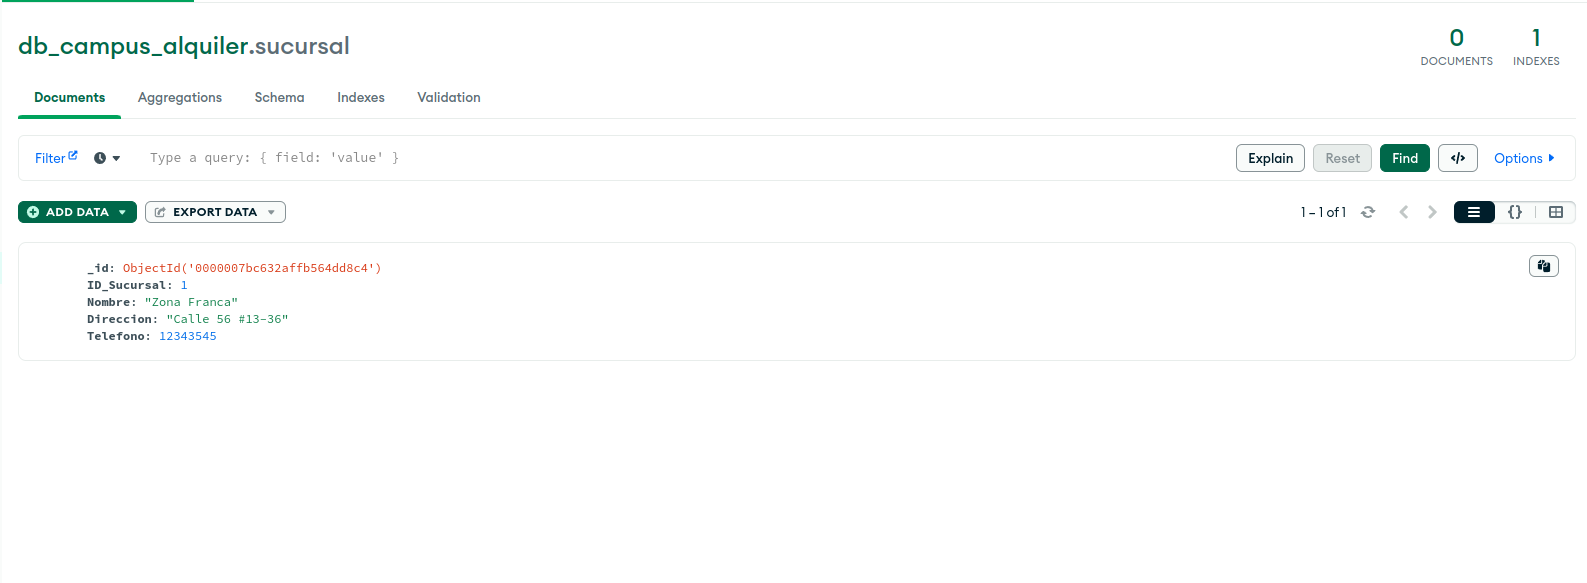 db_campus_alquiler.sucursal
0 1
DOCUMENTS INDEXES
Documents Aggregations Schema Indexes Validation
Filter Type a query: { field: 'value' } Explain Reset Find </> Options
ADD DATA EXPORT DATA 1 – 1 of 1 {}
_id: ObjectId('0000007bc632affb564dd8c4')
ID_Sucursal: 1
Nombre: "Zona Franca"
Direccion: "Calle 56 #13-36"
Telefono: 12343545